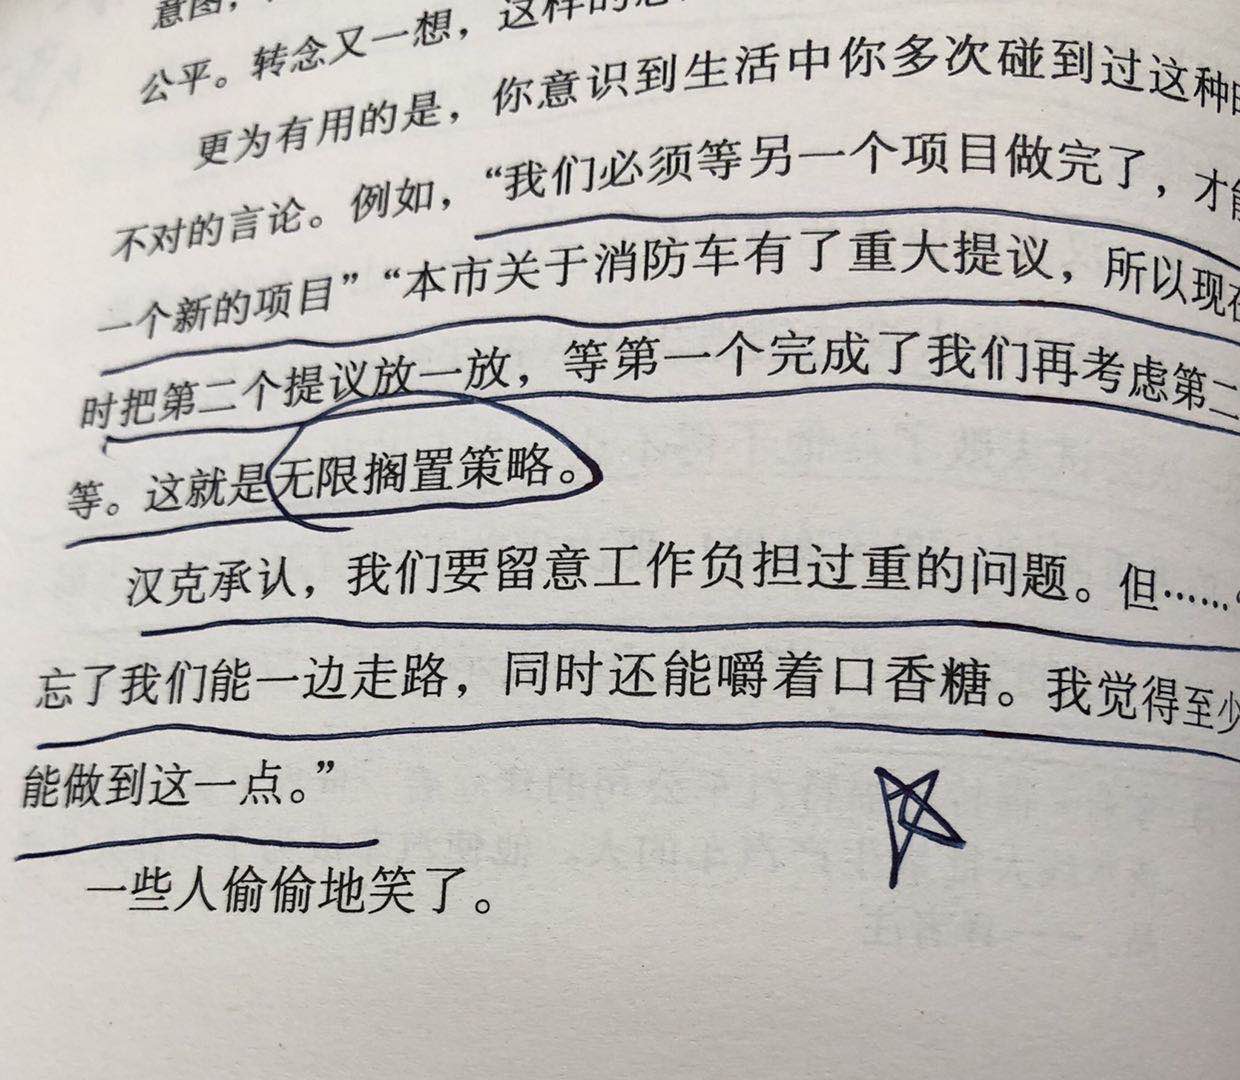 意图，
公平。转念又一想，这样的
更为有用的是，你意识到生活中你多次碰到过这种
不对的言论。例如，“我们必须等另一个项目做完了，才能
一个新的项目”“本市关于消防车有了重大提议，所以现在
时把第二个提议放一放，等第一个完成了我们再考虑第二
等。这就是无限搁置策略。
汉克承认，我们要留意工作负担过重的问题。但……
忘了我们能一边走路，同时还能嚼着口香糖。我觉得至少
能做到这一点。”
一些人偷偷地笑了。